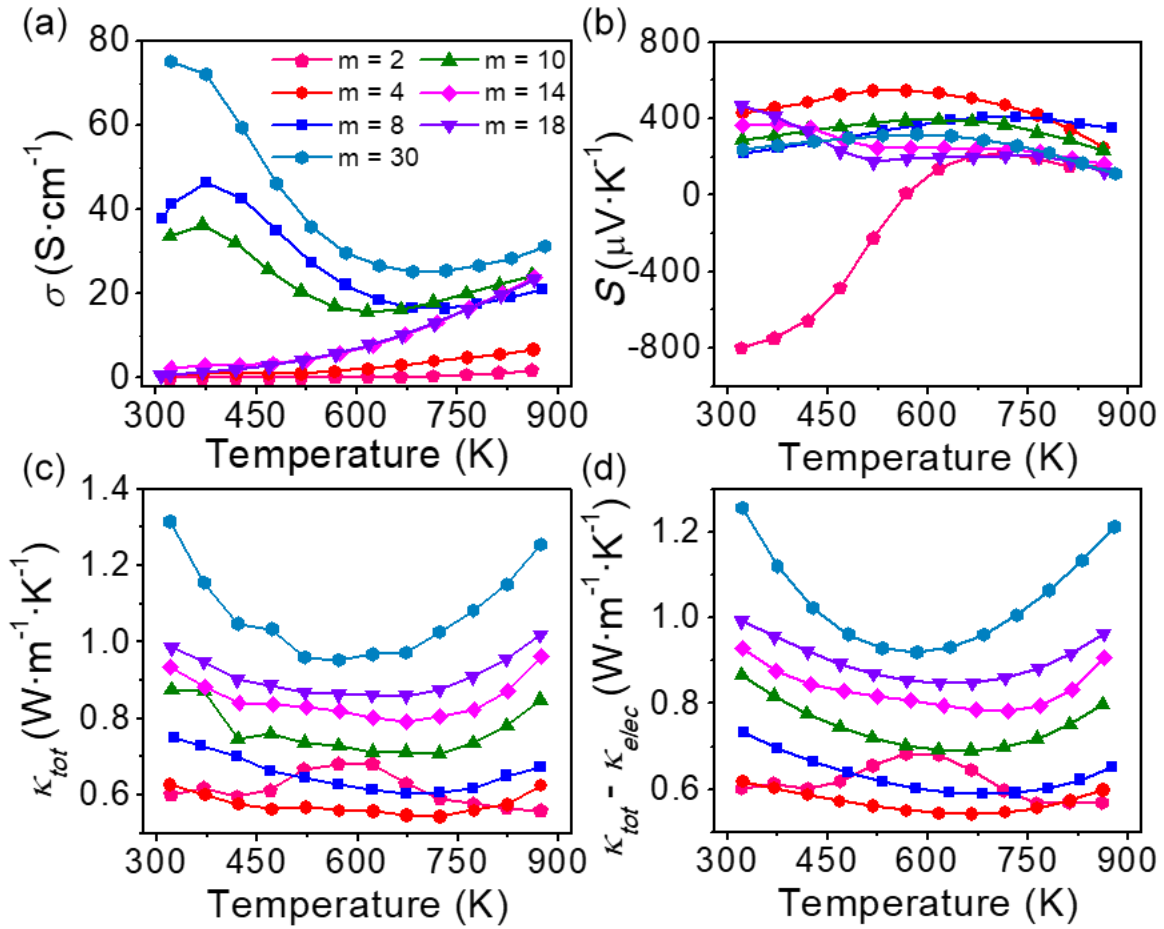 (a)
80
60
40
20
0
σ (S·cm⁻¹)
m = 2
m = 10
m = 4
m = 14
m = 8
m = 18
m = 30
300 450 600 750 900
Temperature (K)
(b)
800
400
0
-400
-800
S (μV·K⁻¹)
300 450 600 750 900
Temperature (K)
(c)
1.4
1.2
1.0
0.8
0.6
κtot (W·m⁻¹·K⁻¹)
300 450 600 750 900
Temperature (K)
(d)
1.2
1.0
0.8
0.6
κtot - κelec (W·m⁻¹·K⁻¹)
300 450 600 750 900
Temperature (K)